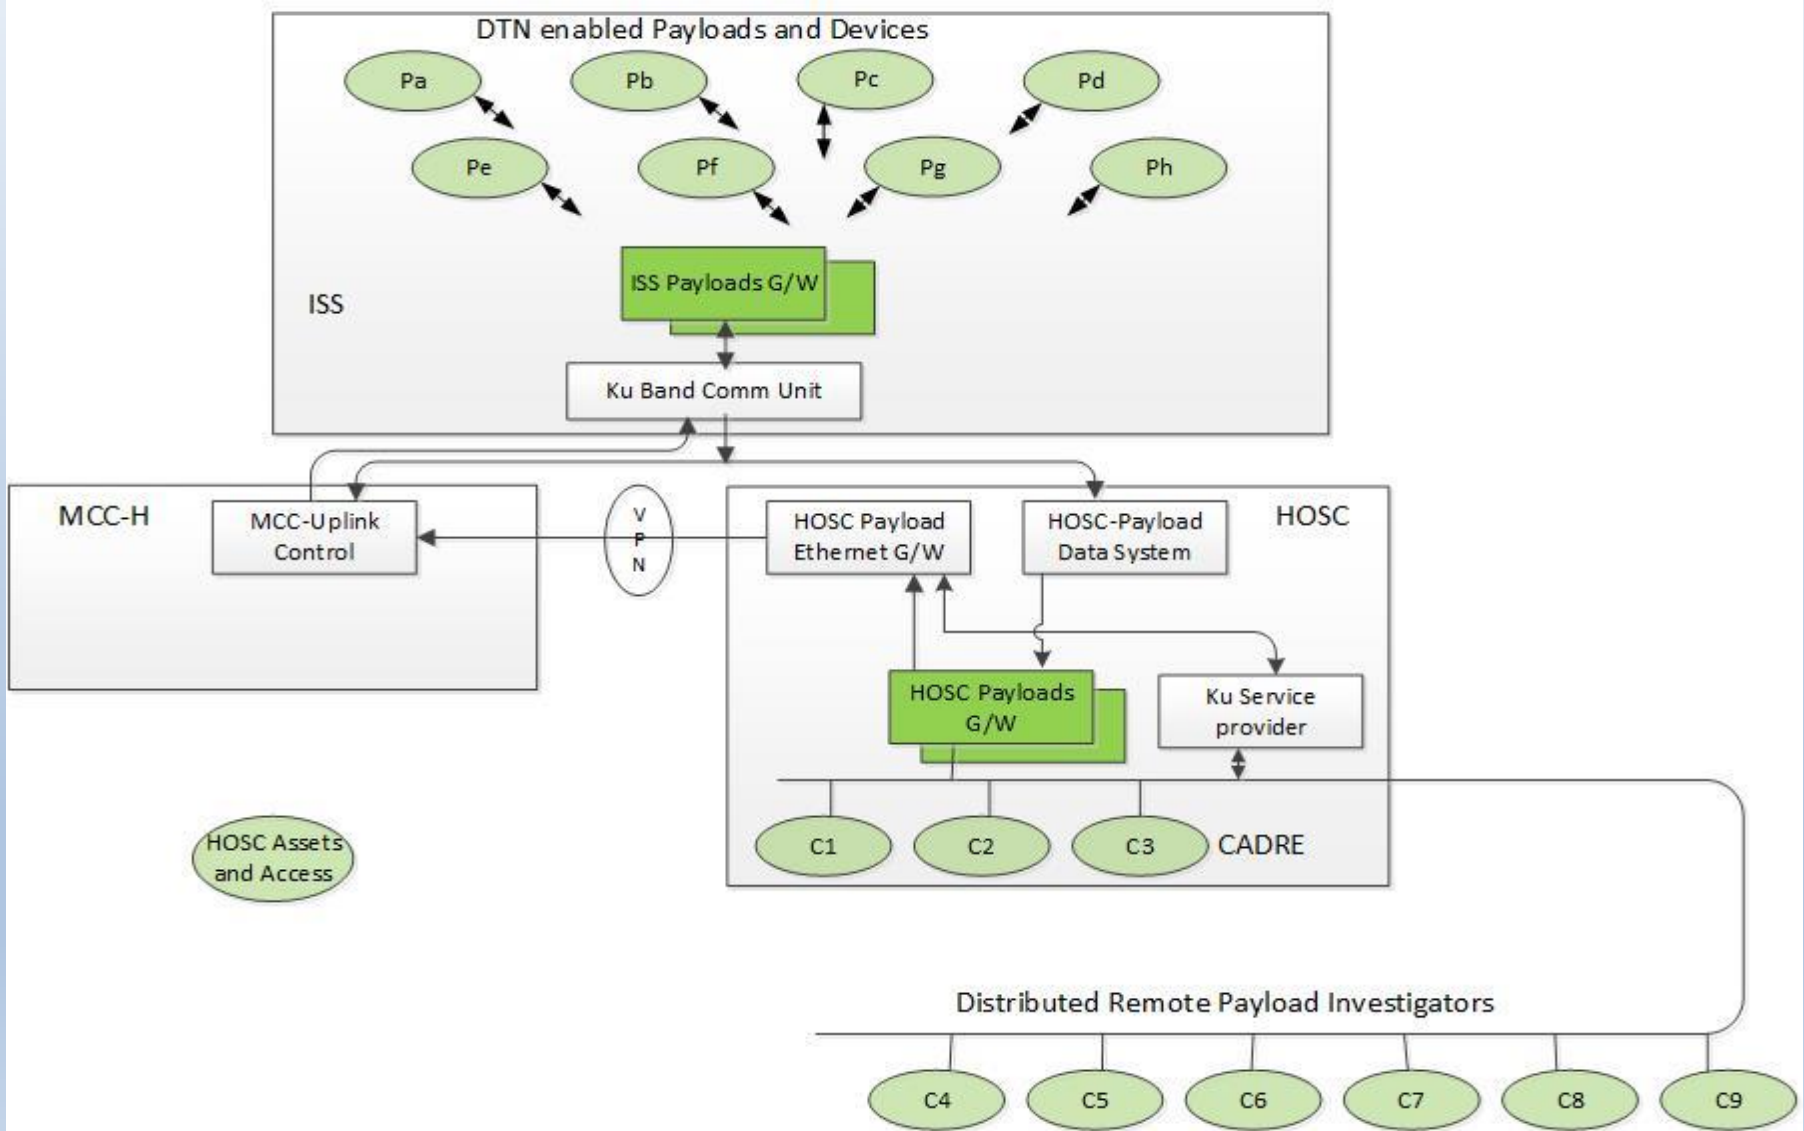 DTN enabled Payloads and Devices
Pa
Pb
Pc
Pd
Pe
Pf
Pg
Ph
ISS Payloads G/W
ISS
Ku Band Comm Unit
MCC-H
MCC-Uplink
Control
V
P
N
HOSC Payload
Ethernet G/W
HOSC-Payload
Data System
HOSC
HOSC Payloads
G/W
Ku Service
provider
C1
C2
C3
CADRE
HOSC Assets
and Access
Distributed Remote Payload Investigators
C4
C5
C6
C7
C8
C9